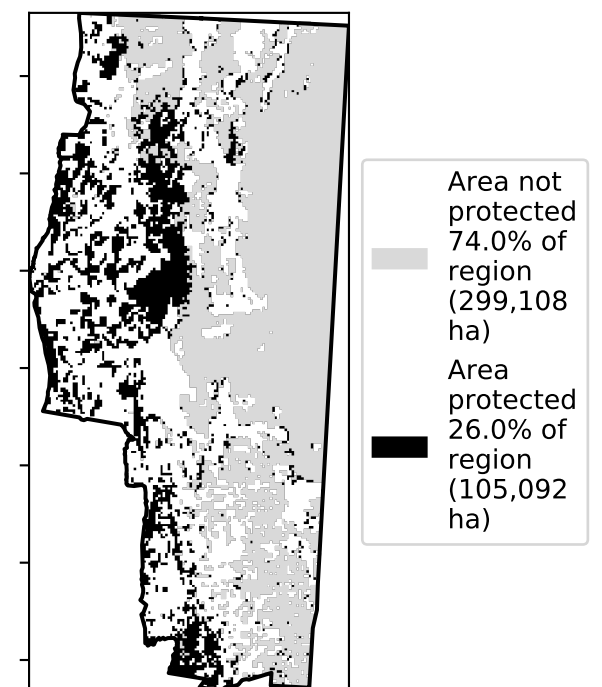 Area not
protected
74.0% of
region
(299,108
ha)
Area
protected
26.0% of
region
(105,092
ha)